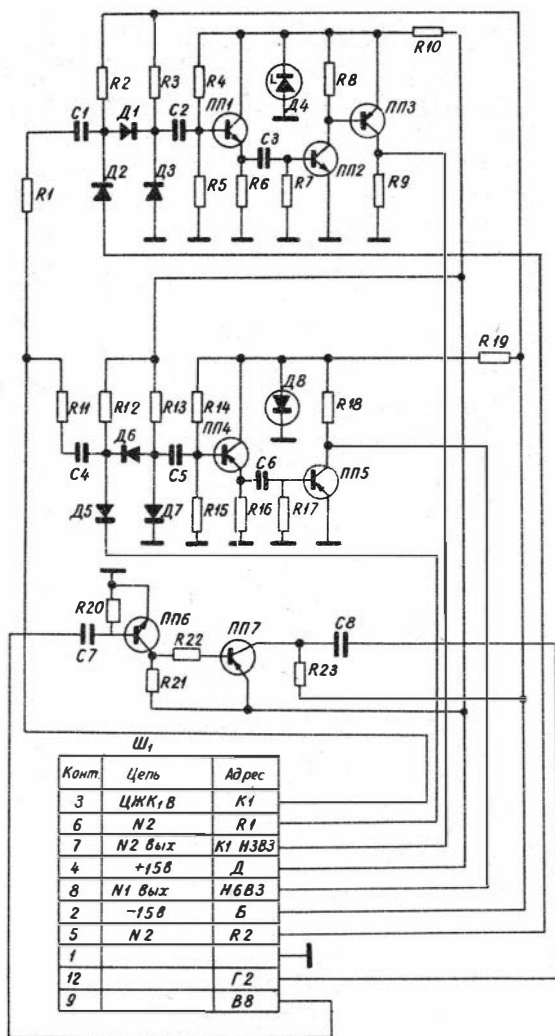 R10
R2 R3 R4 R8
Д4
ПП1 ПП3
C1 Д1 C2
C3
R1 Д2 Д3 R5 R6 R7 ПП2 R9
R19
R11 R12 R13 R14 Д8 R18
Д6 ПП4
C4 C5 C6 ПП5
Д5 Д7 R15 R16 R17
R20 ПП6 ПП7 C8
C7 R22 R23
R21
Ш₁
Конт. Цепь Адрес
3 ЦЖК₁В К1
6 N2 R1
7 N2 вых К1 Н3В3
4 +15в Д
8 N1 вых Н6В3
2 -15в Б
5 N2 R2
1
12 Г2
9 В8